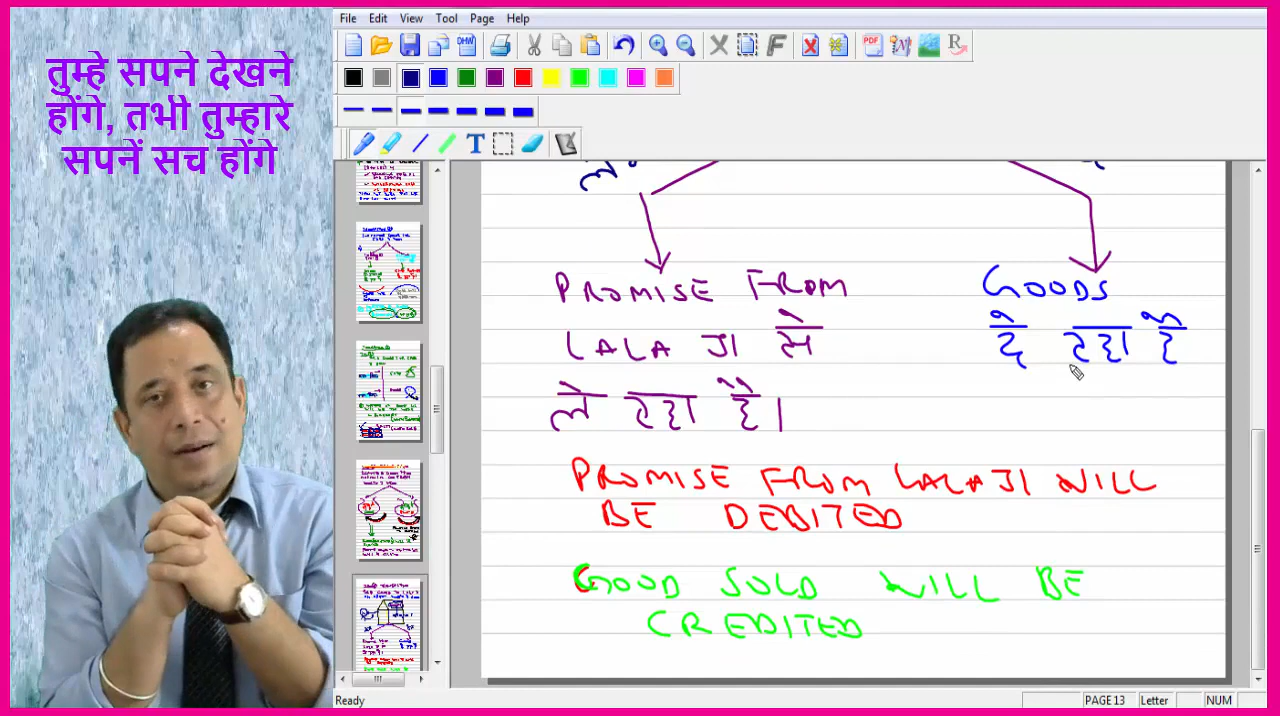 तुम्हे सपने देखने
होंगे, तभी तुम्हारे
सपनें सच होंगे
File Edit View Tool Page Help
PROMISE FROM
LALA JI से
ले रहा हैं।
GOODS
दे रहा हैं
PROMISE FROM LALAJI WILL
BE DEBITED
GOOD SOLD WILL BE
CREDITED
Ready
PAGE 13 Letter NUM